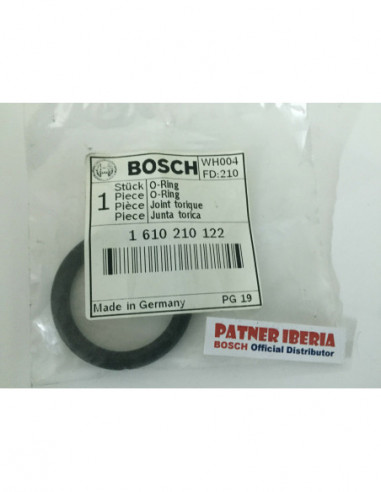 BOSCH
WH004
FD:210
1
Stück O-Ring
Piece O-Ring
Pièce Joint torique
Piece Junta torica
1 610 210 122
Made in Germany PG 19
PATNER IBERIA
BOSCH Official Distributor